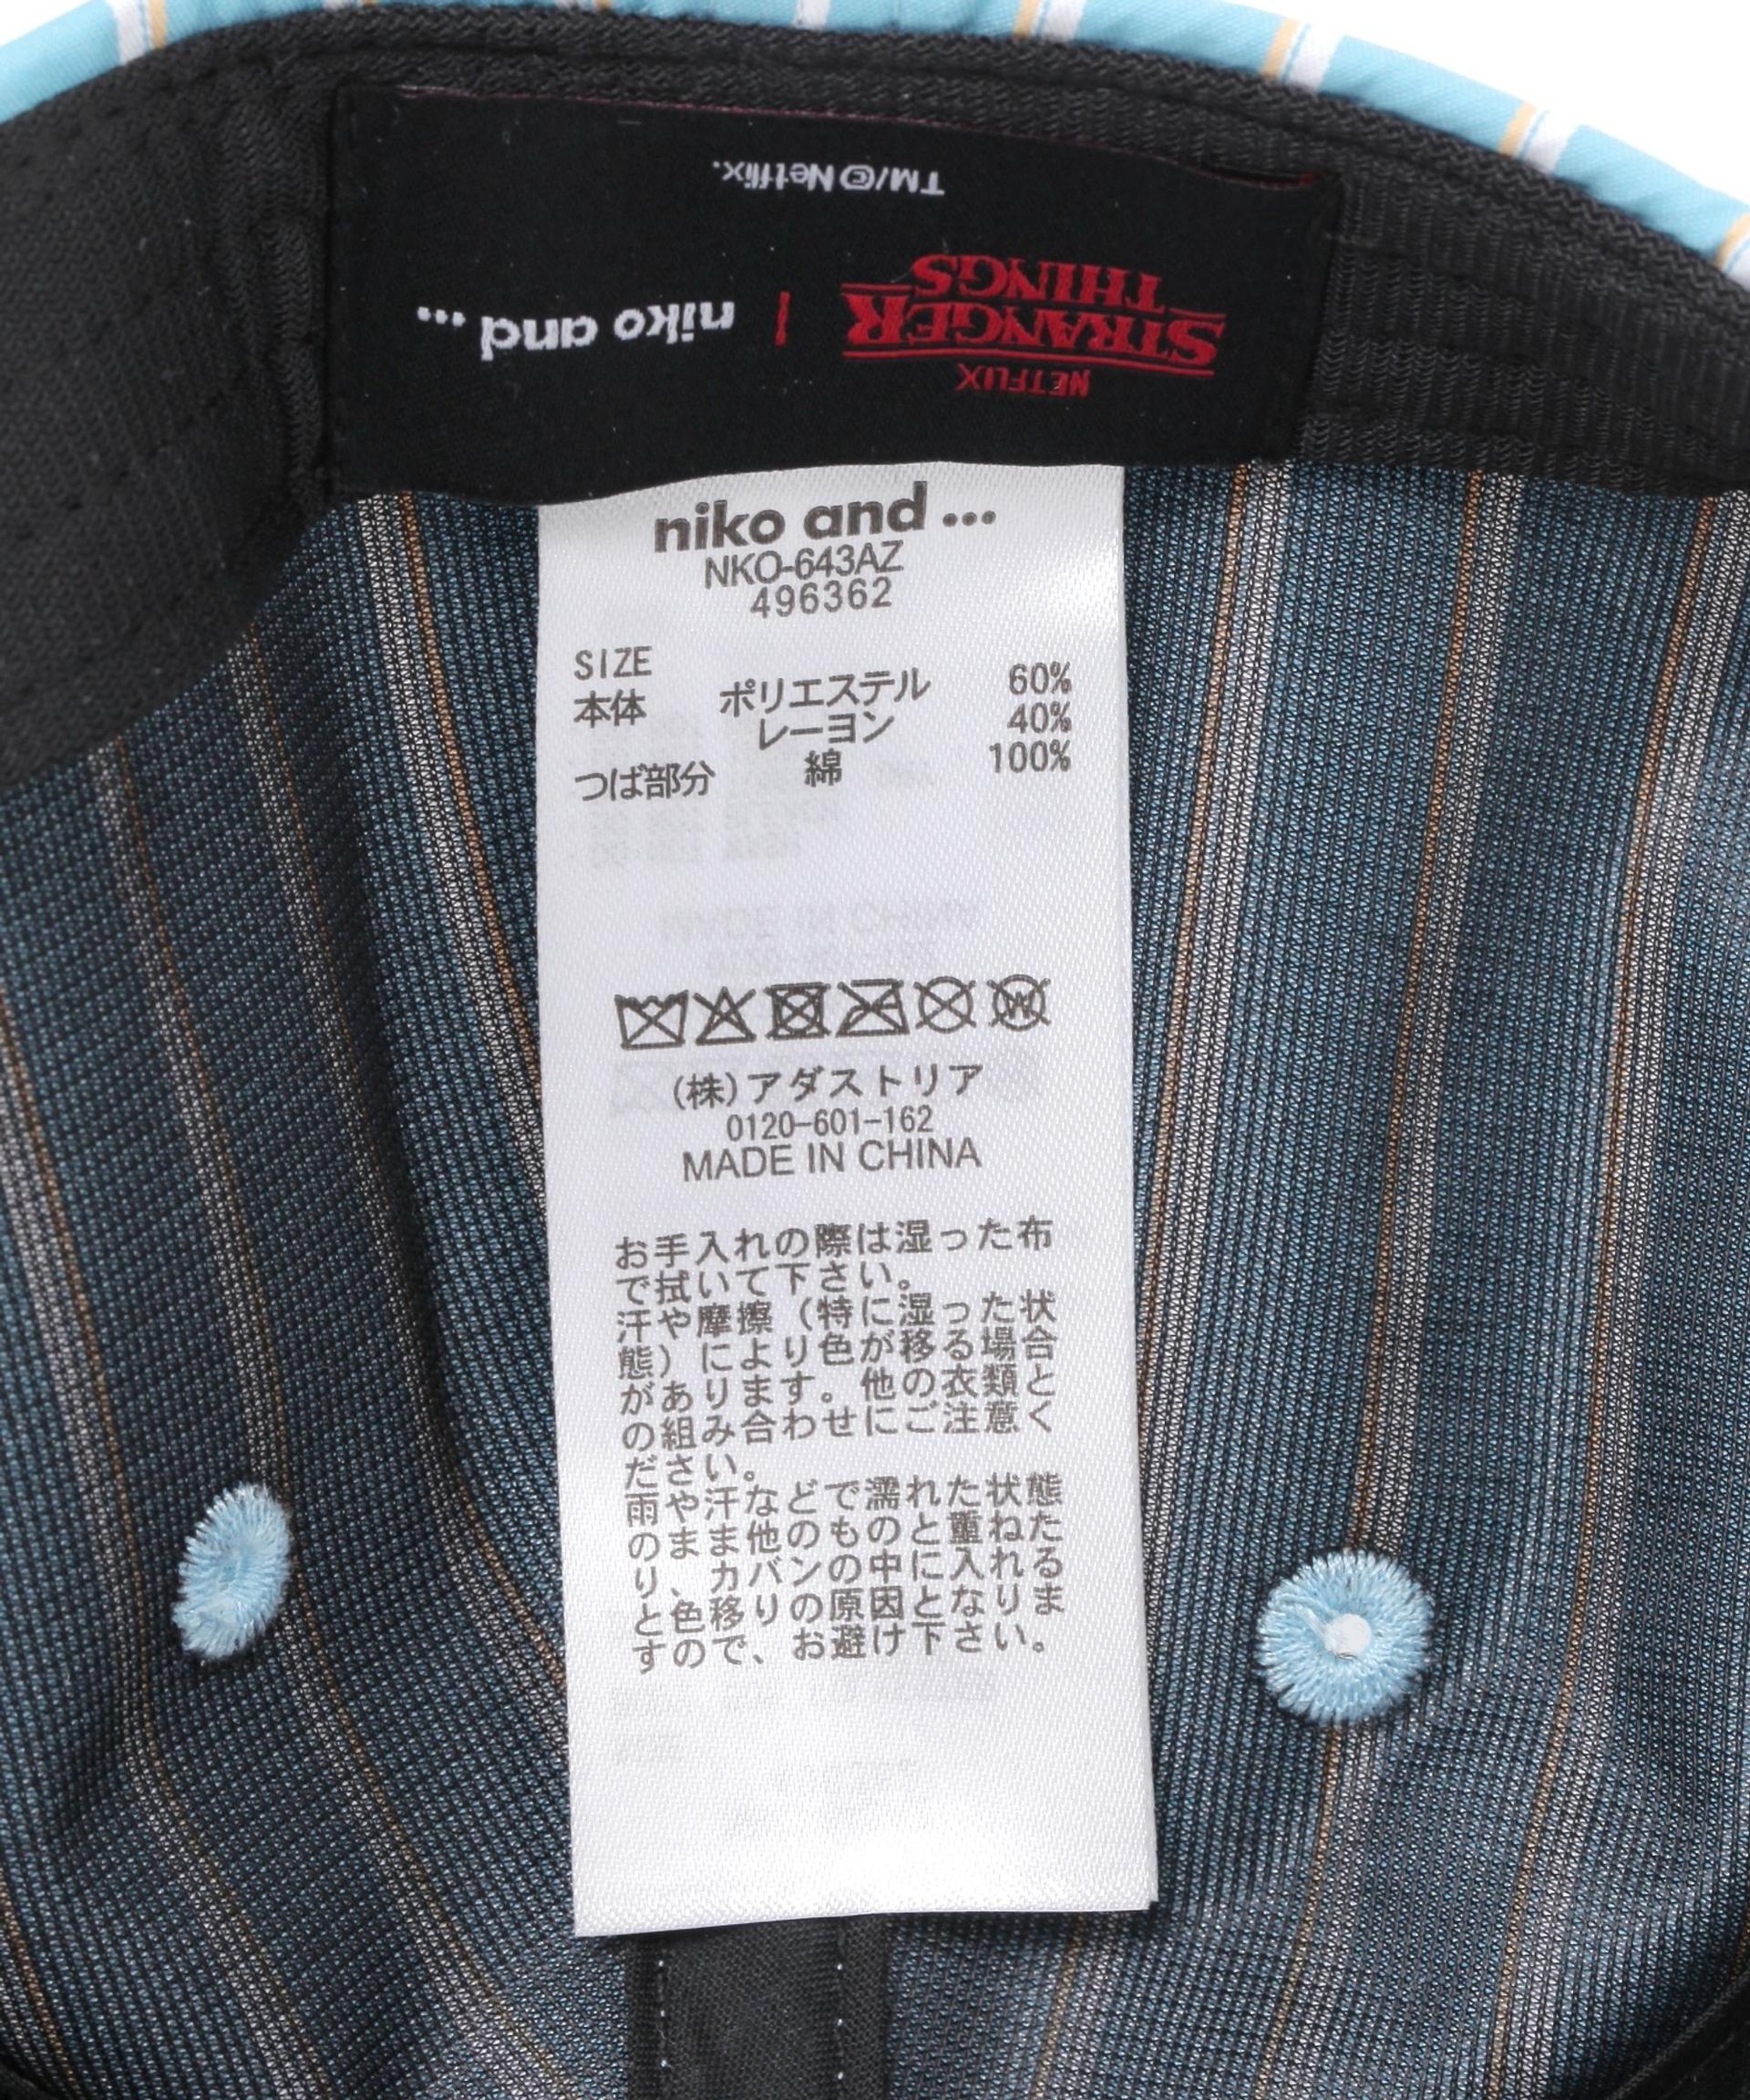 TM/©Netflix.
NETFLIX
STRANGER
THINGS
niko and ...
niko and ...
NKO-643AZ
496362
SIZE
本体 ポリエステル 60%
レーヨン 40%
つば部分 綿 100%
(株)アダストリア
0120-601-162
MADE IN CHINA
お手入れの際は湿った布
で拭いて下さい。
汗や摩擦（特に湿った状
態）により色が移る場合
があります。他の衣類と
の組み合わせにご注意く
ださい。
雨や汗などで濡れた状態
のまま他のものと重ねた
り、カバンの中に入れる
と色移りの原因となりま
すので、お避け下さい。